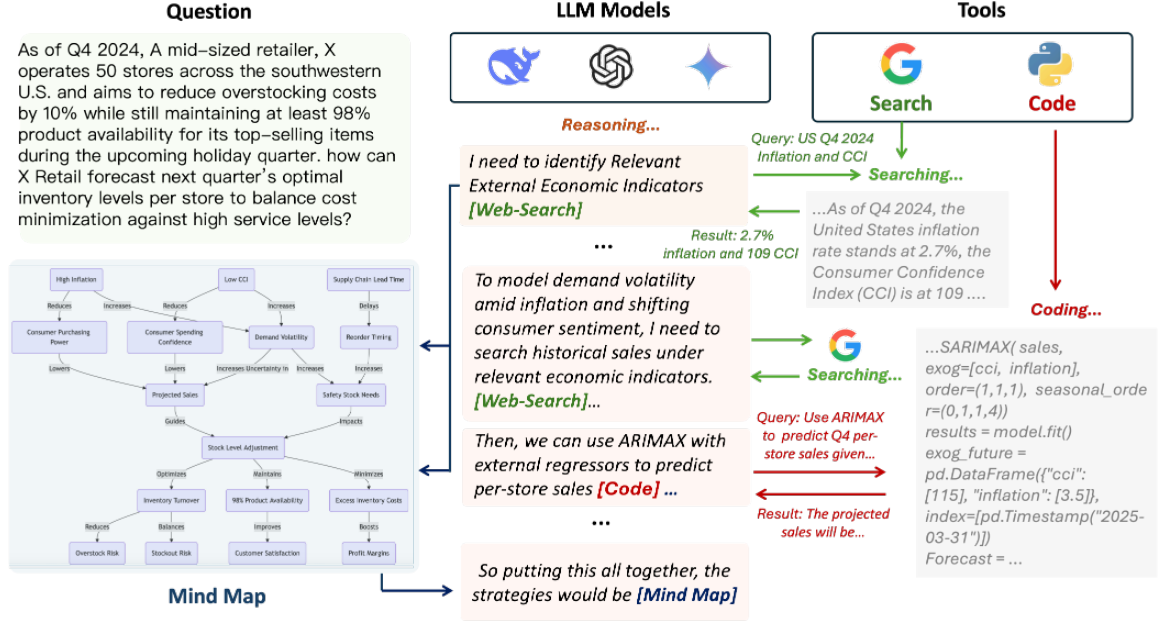 Question
As of Q4 2024, A mid-sized retailer, X
operates 50 stores across the southwestern
U.S. and aims to reduce overstocking costs
by 10% while still maintaining at least 98%
product availability for its top-selling items
during the upcoming holiday quarter. how can
X Retail forecast next quarter's optimal
inventory levels per store to balance cost
minimization against high service levels?
High Inflation
Low CCI
Supply Chain Lead Time
Reduces
Increases
Reduces
Increases
Delays
Consumer Purchasing
Power
Consumer Spending
Confidence
Demand Volatility
Reorder Timing
Lowers
Lowers
Increases Uncertainty in
Increases
Increases
Projected Sales
Safety Stock Needs
Guides
Impacts
Stock Level Adjustment
Optimizes
Maintains
Minimizes
Inventory Turnover
98% Product Availability
Excess Inventory Costs
Reduces
Balances
Improves
Boosts
Overstock Risk
Stockout Risk
Customer Satisfaction
Profit Margins
Mind Map
LLM Models
Reasoning...
I need to identify Relevant
External Economic Indicators
[Web-Search]
...
To model demand volatility
amid inflation and shifting
consumer sentiment, I need to
search historical sales under
relevant economic indicators.
[Web-Search]...
Then, we can use ARIMAX with
external regressors to predict
per-store sales [Code] ...
...
So putting this all together, the
strategies would be [Mind Map]
Tools
Search
Code
Query: US Q4 2024
Inflation and CCI
Searching...
Result: 2.7%
inflation and 109 CCI
...As of Q4 2024, the
United States inflation
rate stands at 2.7%, the
Consumer Confidence
Index (CCI) is at 109 ....
Coding...
Searching...
Query: Use ARIMAX
to predict Q4 per-
store sales given...
Result: The projected
sales will be...
...SARIMAX( sales,
exog=[cci, inflation],
order=(1,1,1), seasonal_orde
r=(0,1,1,4))
results = model.fit()
exog_future =
pd.DataFrame({"cci":
[115], "inflation": [3.5]},
index=[pd.Timestamp("2025-
03-31")])
Forecast = ...